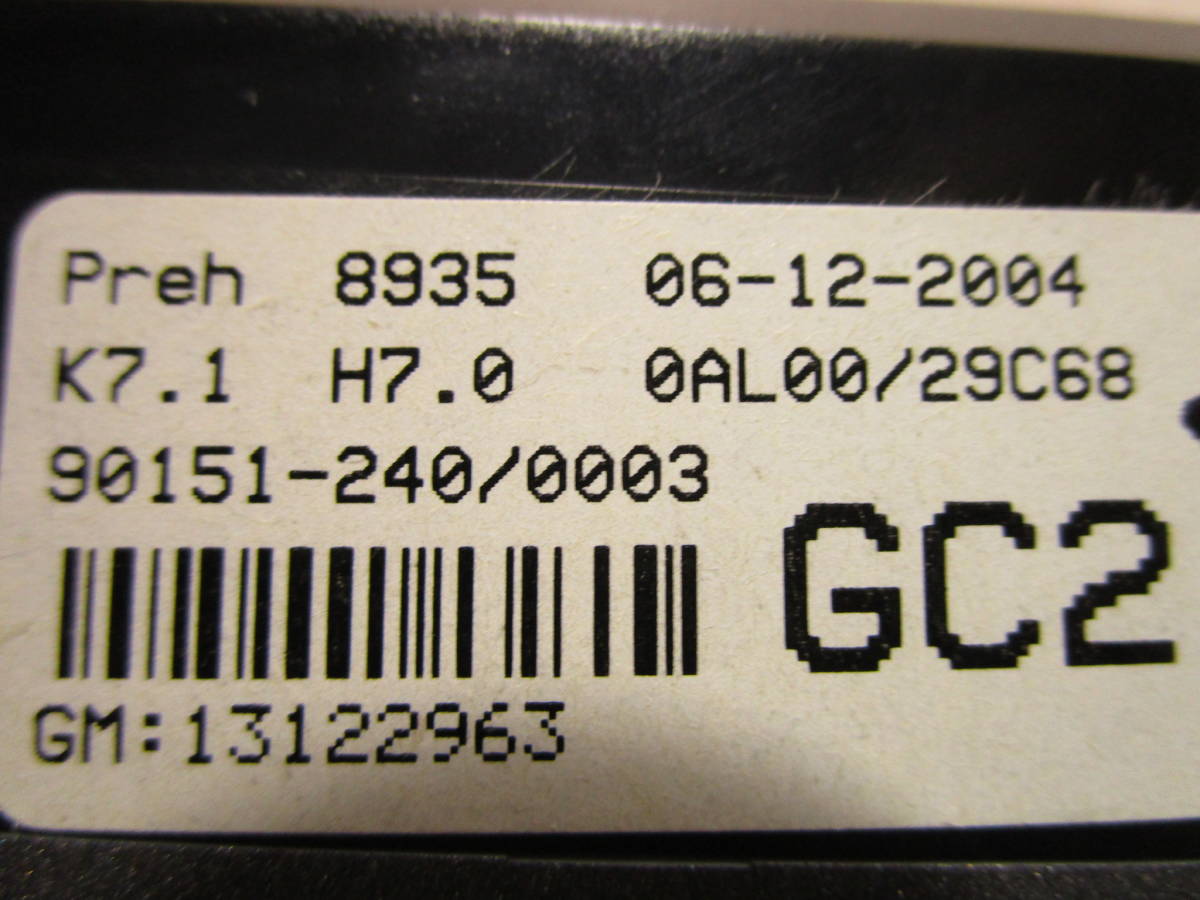 Preh 8935 06-12-2004
K7.1 H7.0 0AL00/29C68
90151-240/0003
GC2
GM:13122963